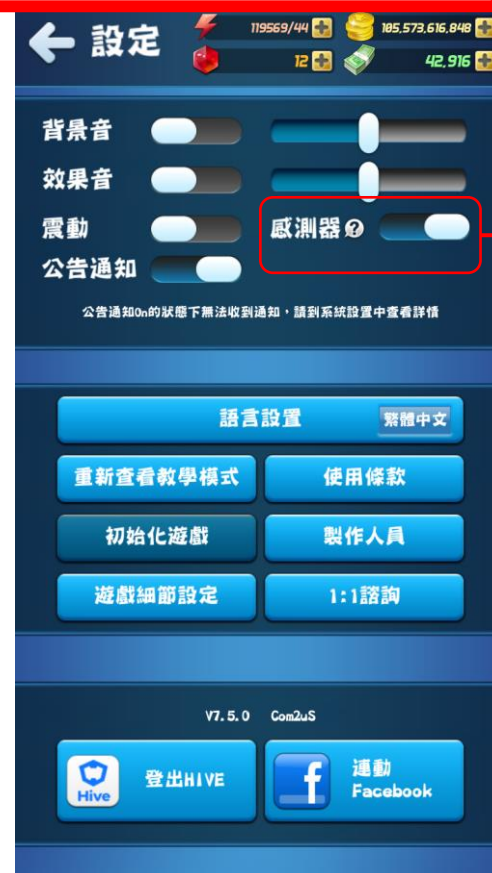 設定
119569/44
185,573,616,848
12
42,916
背景音
效果音
震動
感測器?
公告通知
公告通知On的狀態下無法收到通知,請到系統設置中查看詳情
語言設置
繁體中文
重新查看教學模式
使用條款
初始化遊戲
製作人員
遊戲細節設定
1:1諮詢
V7.5.0 Com2uS
Hive
登出HIVE
f
連動
Facebook